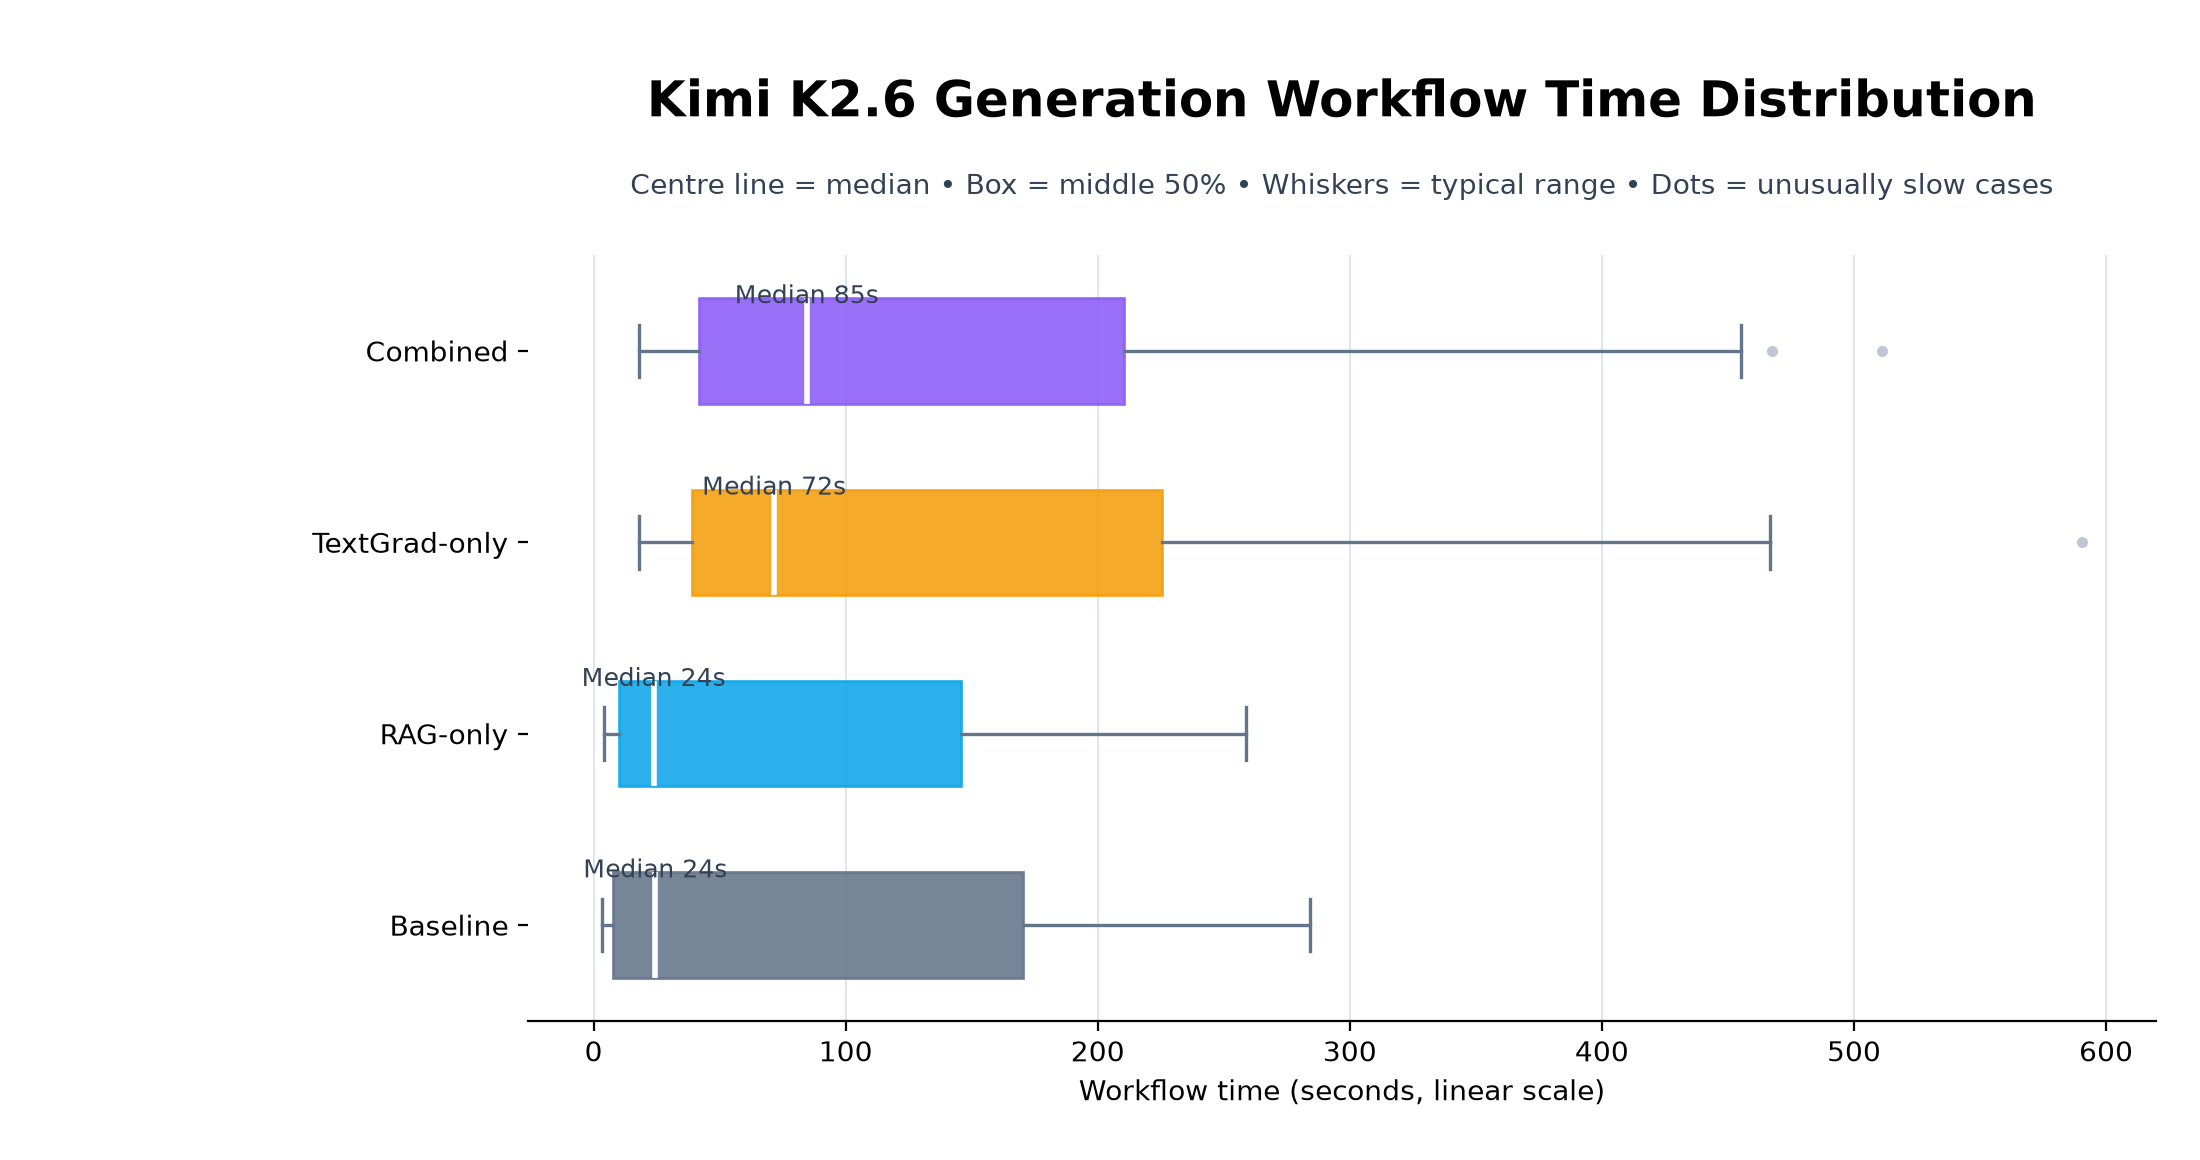 Kimi K2.6 Generation Workflow Time Distribution
Centre line = median • Box = middle 50% • Whiskers = typical range • Dots = unusually slow cases
Median 85s
Combined
Median 72s
TextGrad-only
Median 24s
RAG-only
Median 24s
Baseline
0 100 200 300 400 500 600
Workflow time (seconds, linear scale)